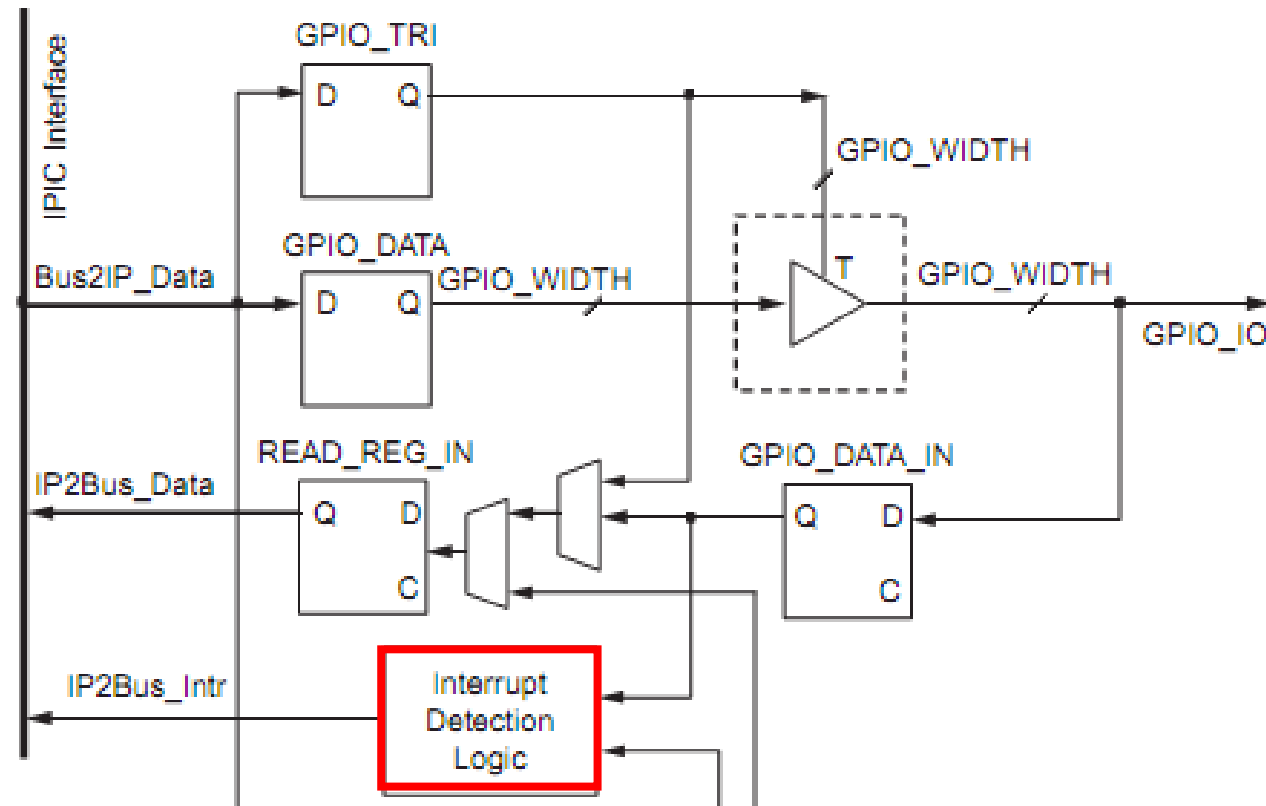 GPIO_TRI
IPIC Interface
D Q
GPIO_WIDTH
GPIO_DATA
Bus2IP_Data
GPIO_WIDTH
T
GPIO_WIDTH
D Q
GPIO_IO
READ_REG_IN
GPIO_DATA_IN
IP2Bus_Data
Q D
Q D
C
C
IP2Bus_Intr
Interrupt
Detection
Logic